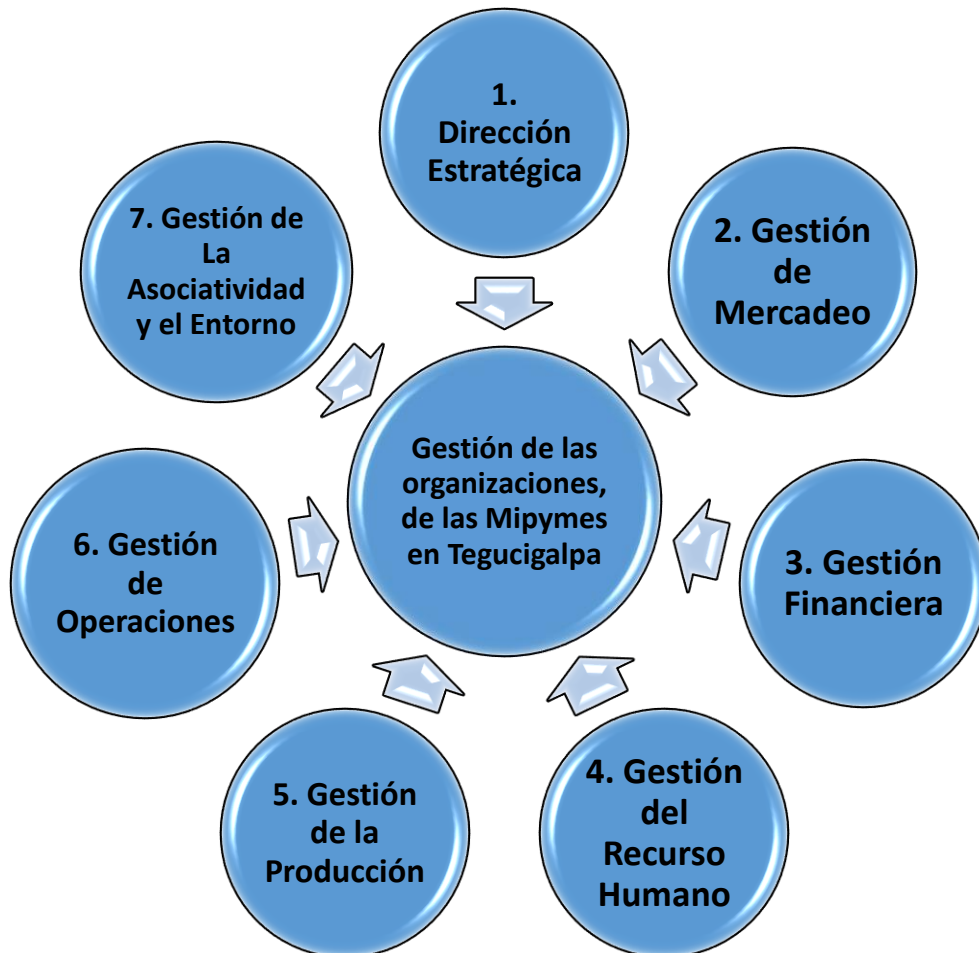 1.
Dirección
Estratégica
2. Gestión
de
Mercadeo
3. Gestión
Financiera
4. Gestión
del
Recurso
Humano
5. Gestión
de la
Producción
6. Gestión
de
Operaciones
7. Gestión de
La
Asociatividad
y el Entorno
Gestión de las
organizaciones,
de las Mipymes
en Tegucigalpa